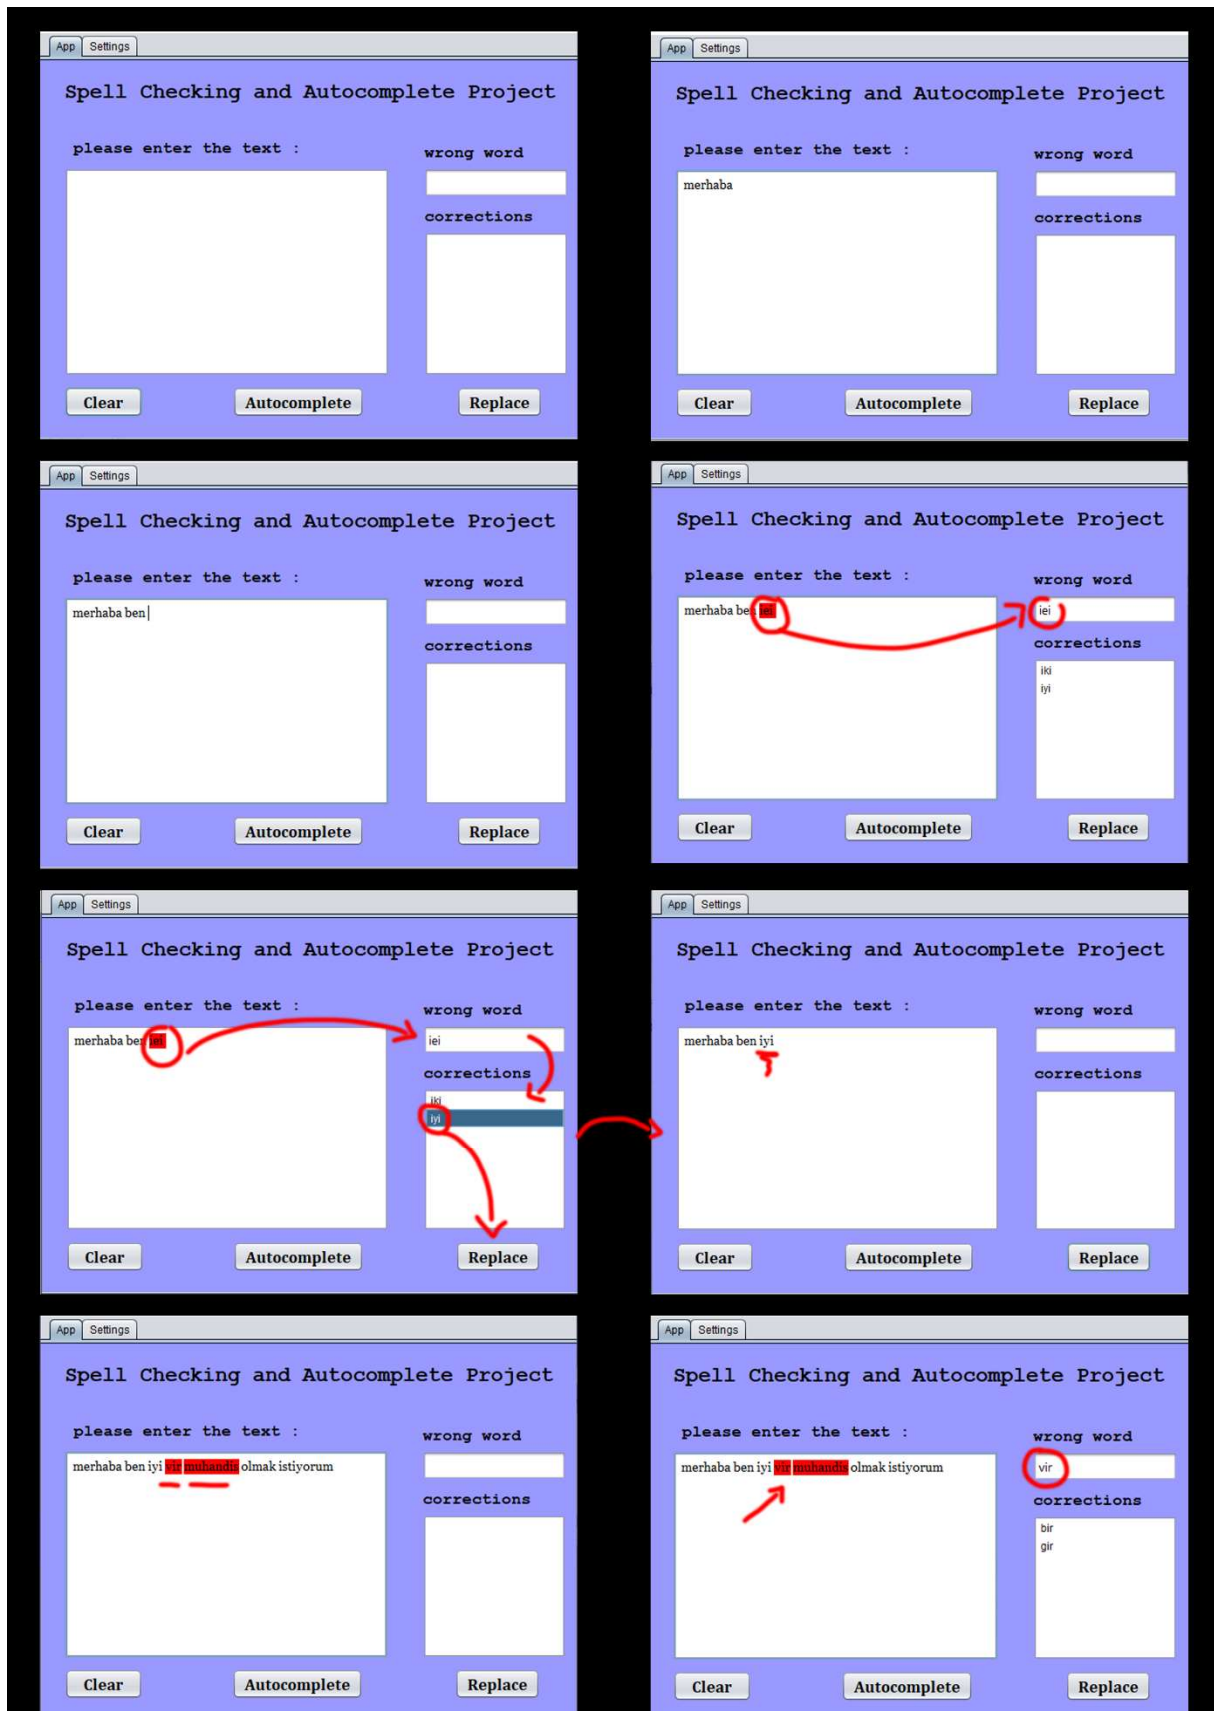 App Settings
Spell Checking and Autocomplete Project
please enter the text :
wrong word
corrections
Clear Autocomplete Replace
App Settings
Spell Checking and Autocomplete Project
please enter the text :
wrong word
merhaba
corrections
Clear Autocomplete Replace
App Settings
Spell Checking and Autocomplete Project
please enter the text :
wrong word
merhaba ben
corrections
Clear Autocomplete Replace
App Settings
Spell Checking and Autocomplete Project
please enter the text :
wrong word
merhaba ben iei
iei
corrections
iki
iyi
Clear Autocomplete Replace
App Settings
Spell Checking and Autocomplete Project
please enter the text :
wrong word
merhaba ben iei
iei
corrections
iki
iyi
Clear Autocomplete Replace
App Settings
Spell Checking and Autocomplete Project
please enter the text :
wrong word
merhaba ben iyi
corrections
Clear Autocomplete Replace
App Settings
Spell Checking and Autocomplete Project
please enter the text :
wrong word
merhaba ben iyi vir muhandis olmak istiyorum
corrections
Clear Autocomplete Replace
App Settings
Spell Checking and Autocomplete Project
please enter the text :
wrong word
merhaba ben iyi vir muhandis olmak istiyorum
vir
corrections
bir
gir
Clear Autocomplete Replace